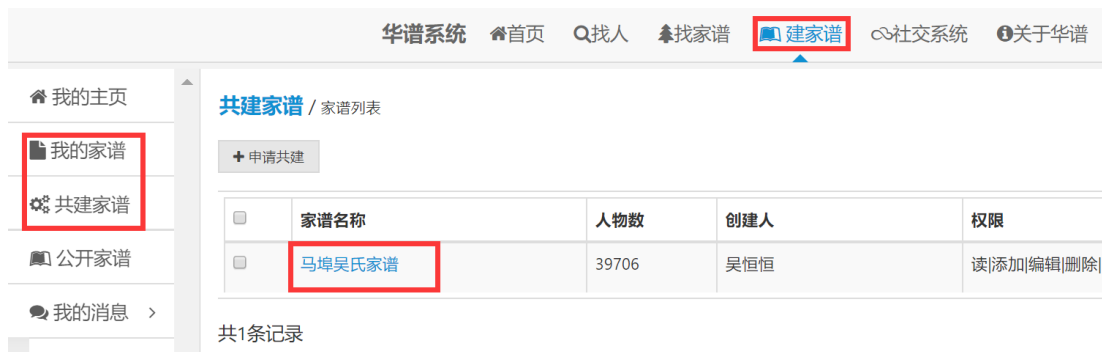 华谱系统 首页 找人 找家谱 建家谱 社交系统 关于华谱
我的主页
我的家谱
共建家谱
公开家谱
我的消息 >
共建家谱 / 家谱列表
+ 申请共建
家谱名称 人物数 创建人 权限
马埠吴氏家谱 39706 吴恒恒 读|添加|编辑|删除|
共1条记录